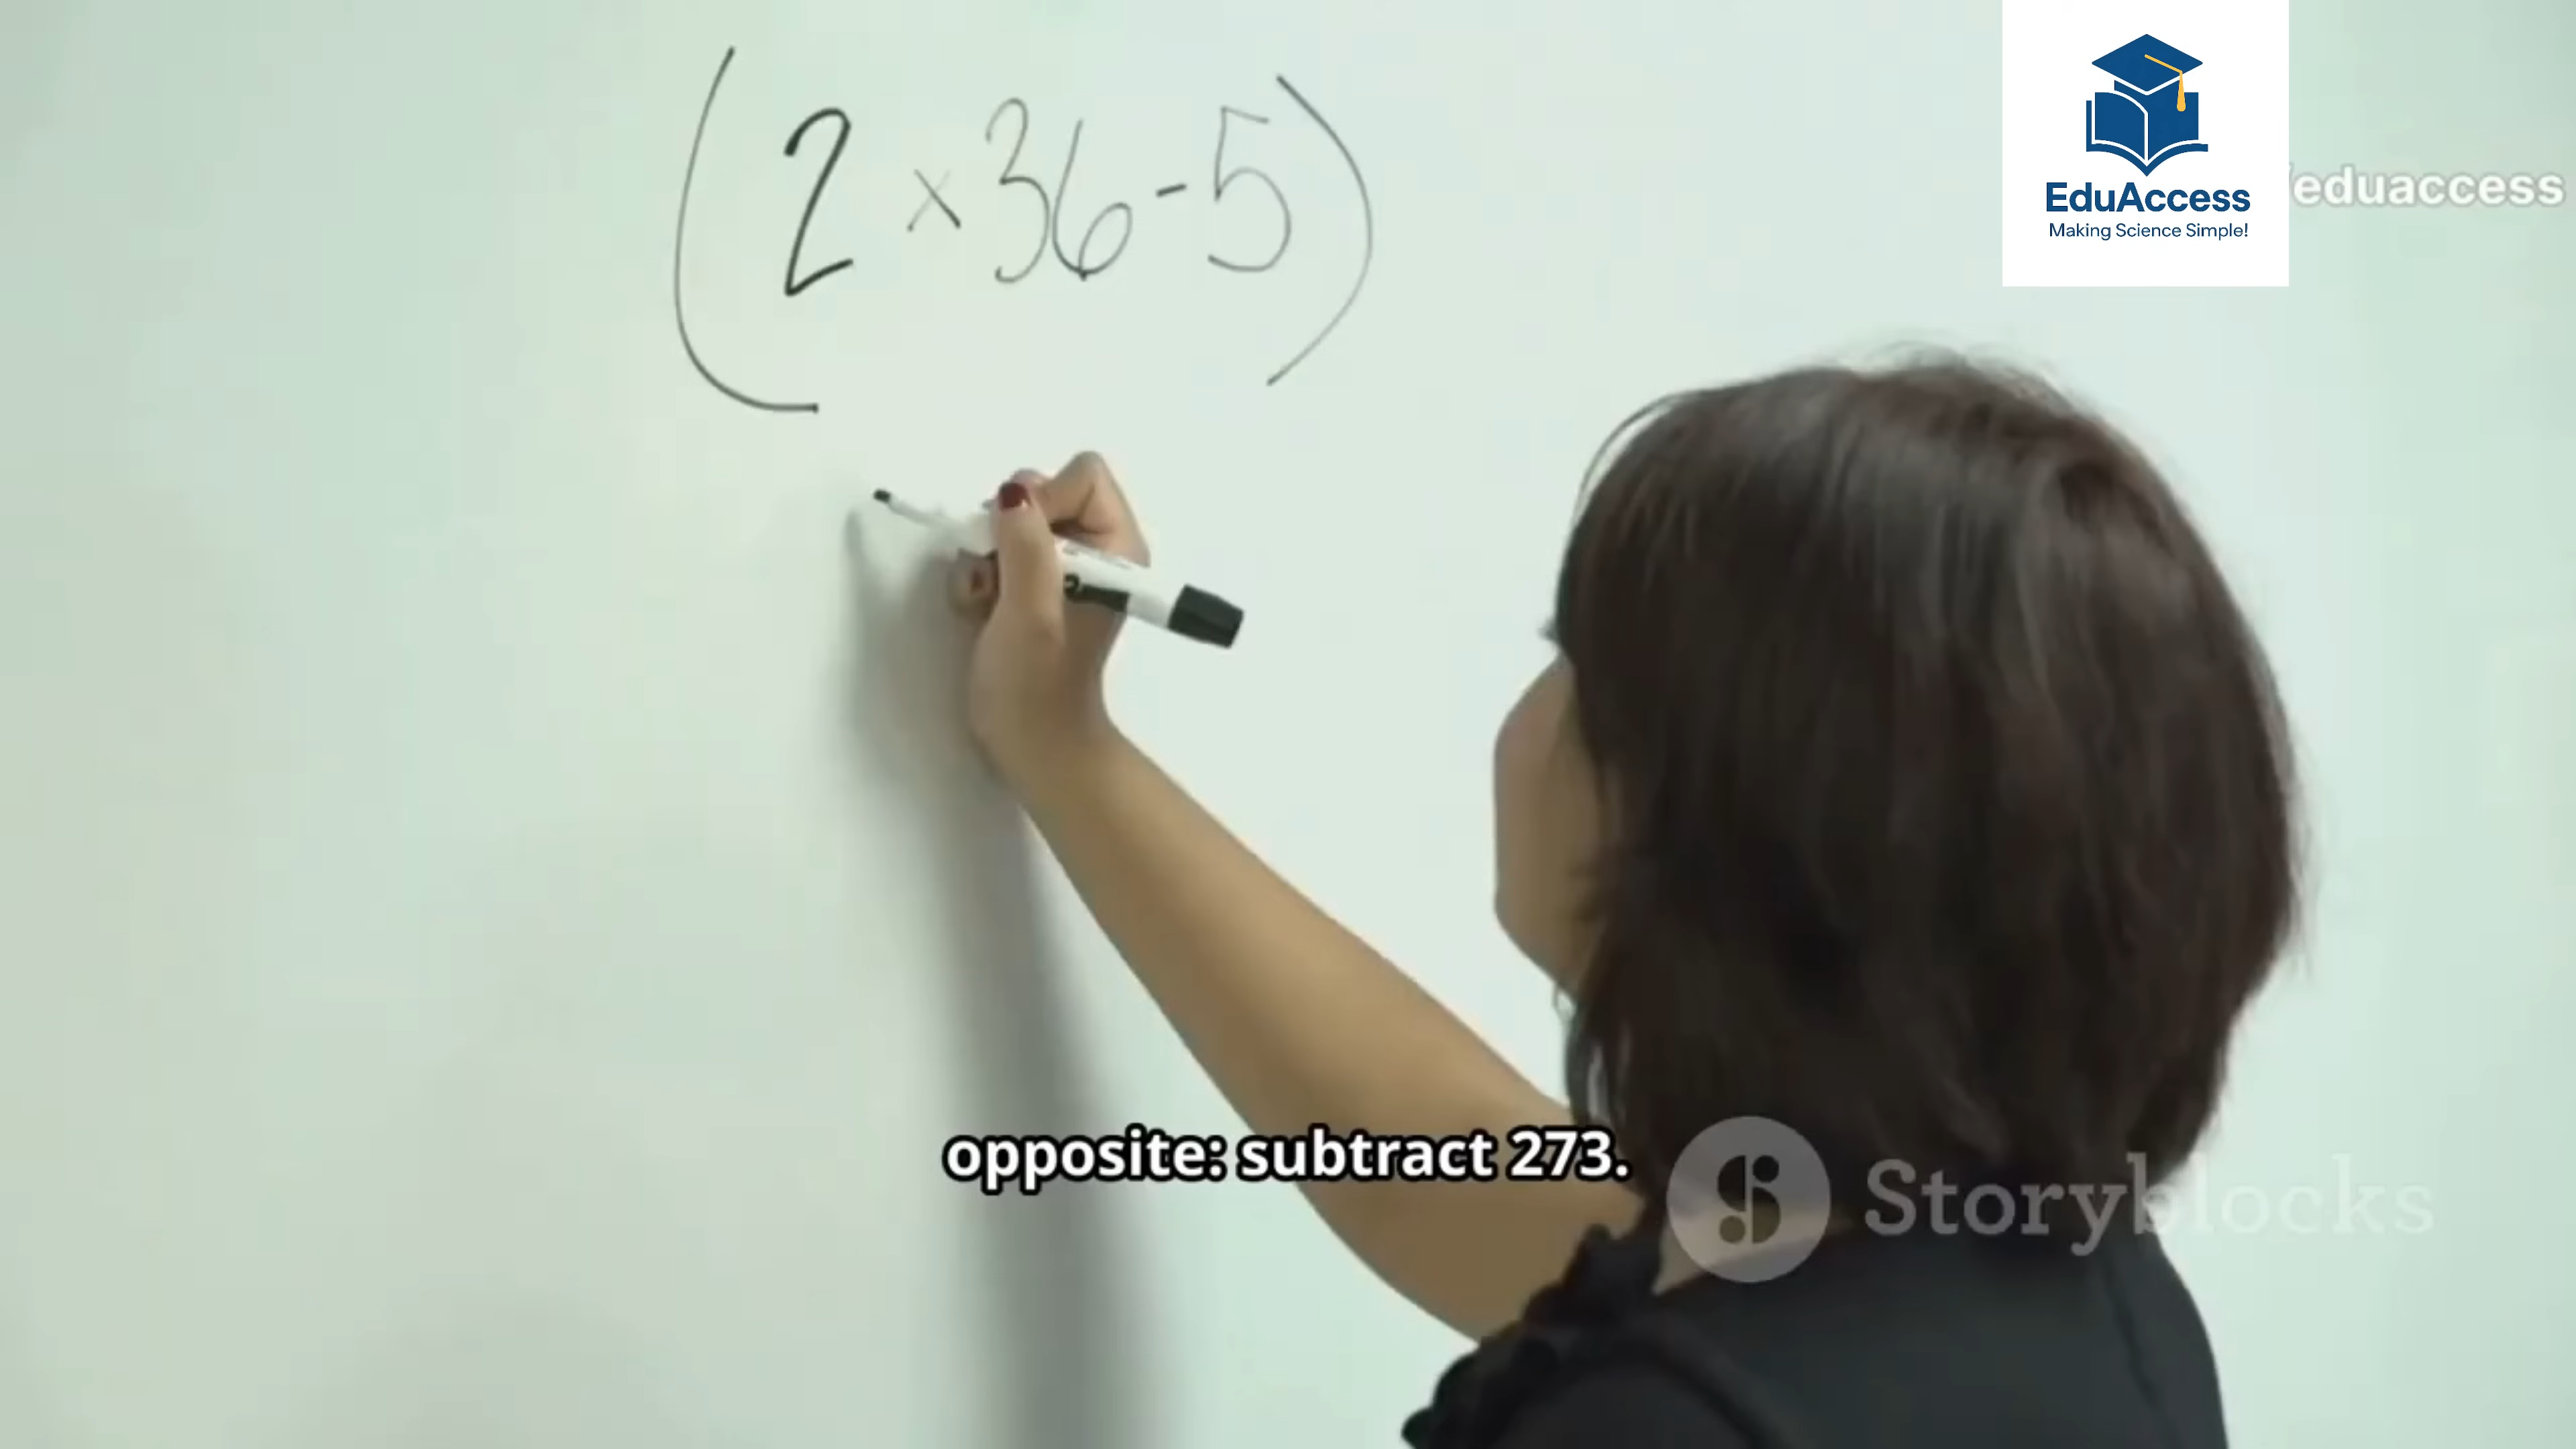 (2×36-5)
EduAccess
Making Science Simple!
/eduaccess
opposite: subtract 273.
Storyblocks